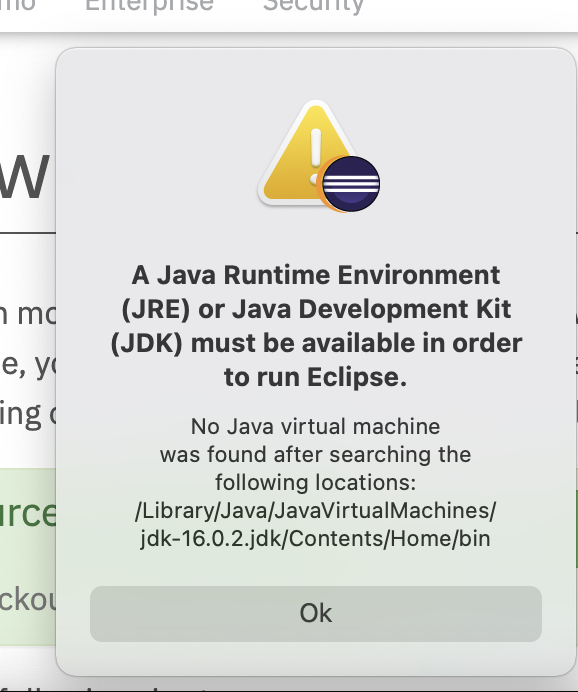 Enterprise Security
A Java Runtime Environment
(JRE) or Java Development Kit
(JDK) must be available in order
to run Eclipse.
No Java virtual machine
was found after searching the
following locations:
/Library/Java/JavaVirtualMachines/
jdk-16.0.2.jdk/Contents/Home/bin
Ok